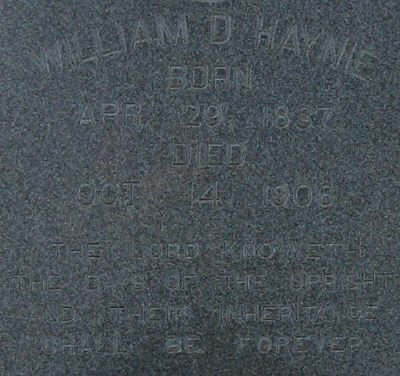 WILLIAM D. HAYNIE
BORN
APR. 29, 1837
DIED
OCT. 14, 1908
THE LORD KNOWETH
THE DAYS OF THE UPRIGHT
AND THEIR INHERITANCE
SHALL BE FOREVER